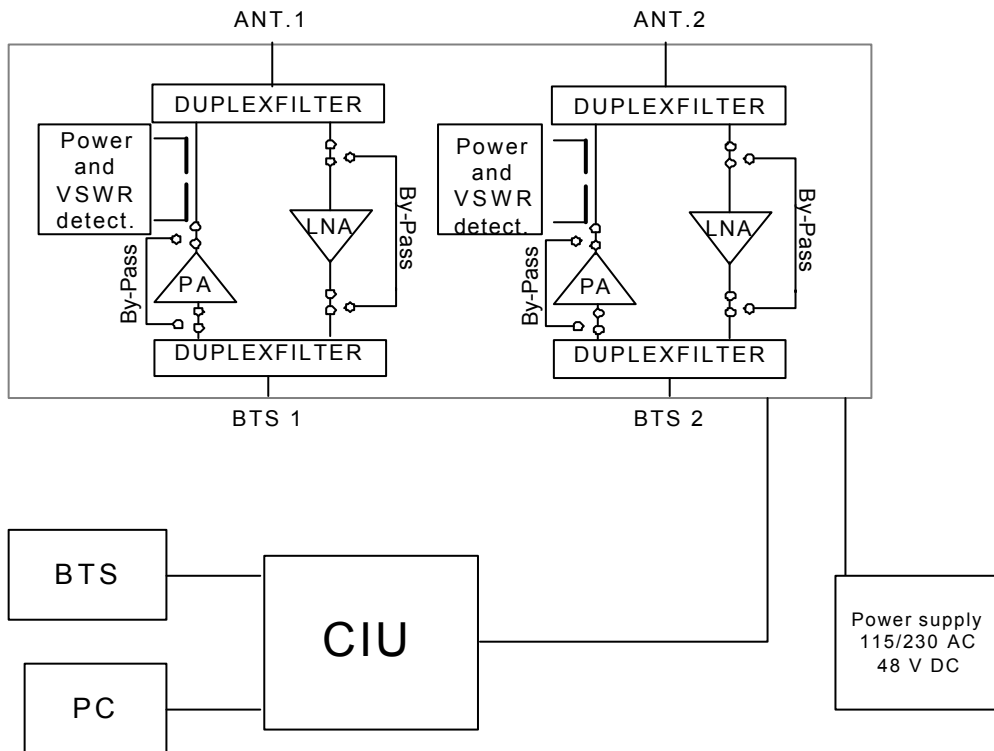 ANT.1
ANT.2
DUPLEXFILTER
DUPLEXFILTER
Power
and
VSWR
detect.
By-Pass
PA
LNA
By-Pass
Power
and
VSWR
detect.
By-Pass
PA
LNA
By-Pass
DUPLEXFILTER
DUPLEXFILTER
BTS 1
BTS 2
BTS
CIU
PC
Power supply
115/230 AC
48 V DC